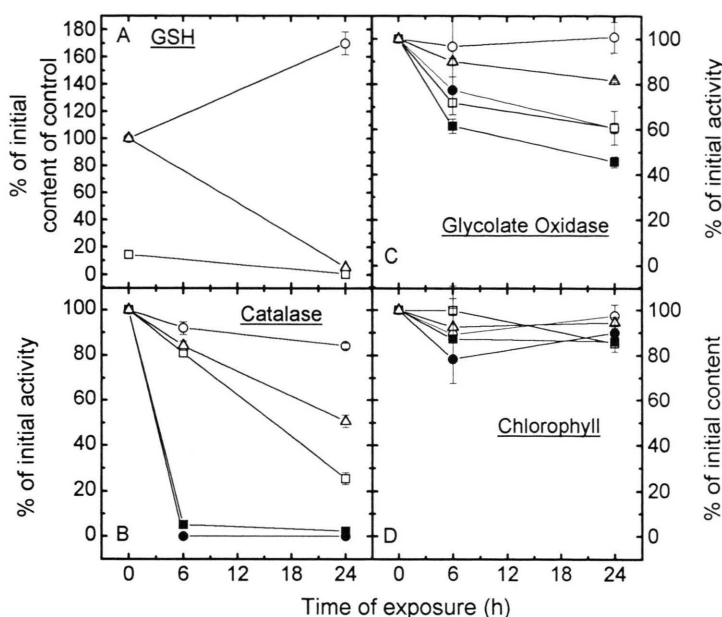 A
GSH
180
160
140
120
100
80
60
40
20
0
% of initial
content of control
C
Glycolate Oxidase
100
80
60
40
20
0
% of initial activity
B
Catalase
100
80
60
40
20
0
% of initial activity
D
Chlorophyll
100
80
60
40
20
0
% of initial content
0 6 12 18 24
0 6 12 18 24
Time of exposure (h)